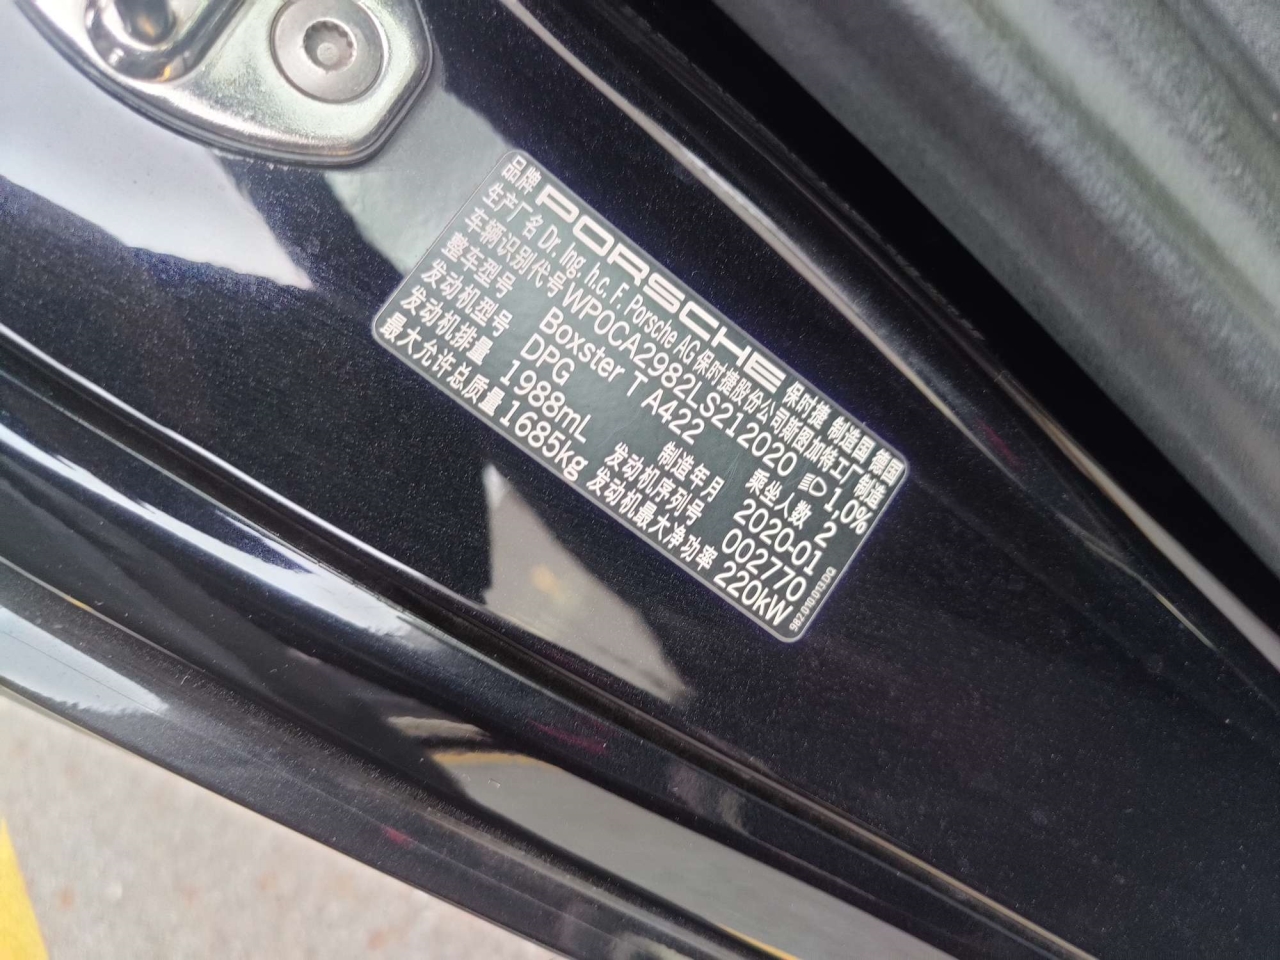 品牌 PORSCHE 保时捷 制造国 德国
生产厂名 Dr. Ing. h.c. F. Porsche AG 保时捷股份公司斯图加特工厂制造
车辆识别代号 WP0CA2982LS212020 1,0%
整车型号 Boxster T A422 乘坐人数 2
发动机型号 DPG 制造年月 2020-01
发动机排量 1988mL 发动机序列号 002770
最大允许总质量 1685kg 发动机最大净功率 220kW
982.010.013.DQ